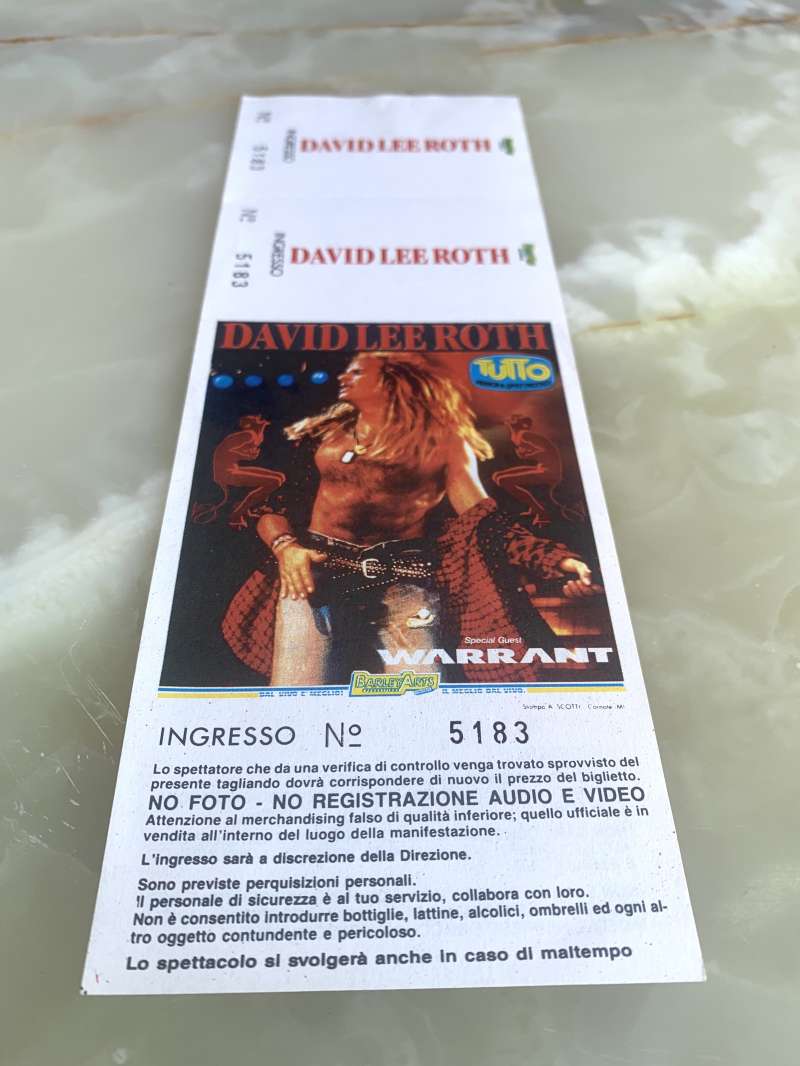 Nº 5183
INGRESSO
DAVID LEE ROTH
Nº 5183
INGRESSO
DAVID LEE ROTH
DAVID LEE ROTH
TUTTO
Special Guest
WARRANT
DAL VIVO È MEGLIO!
BARLEY ARTS
IL MEGLIO DAL VIVO.
Stampa A. SCOTTI Cornate MI
INGRESSO Nº 5183
Lo spettatore che da una verifica di controllo venga trovato sprovvisto del
presente tagliando dovrà corrispondere di nuovo il prezzo del biglietto.
NO FOTO - NO REGISTRAZIONE AUDIO E VIDEO
Attenzione al merchandising falso di qualità inferiore; quello ufficiale è in
vendita all'interno del luogo della manifestazione.
L'ingresso sarà a discrezione della Direzione.
Sono previste perquisizioni personali.
Il personale di sicurezza è al tuo servizio, collabora con loro.
Non è consentito introdurre bottiglie, lattine, alcolici, ombrelli ed ogni al-
tro oggetto contundente e pericoloso.
Lo spettacolo si svolgerà anche in caso di maltempo